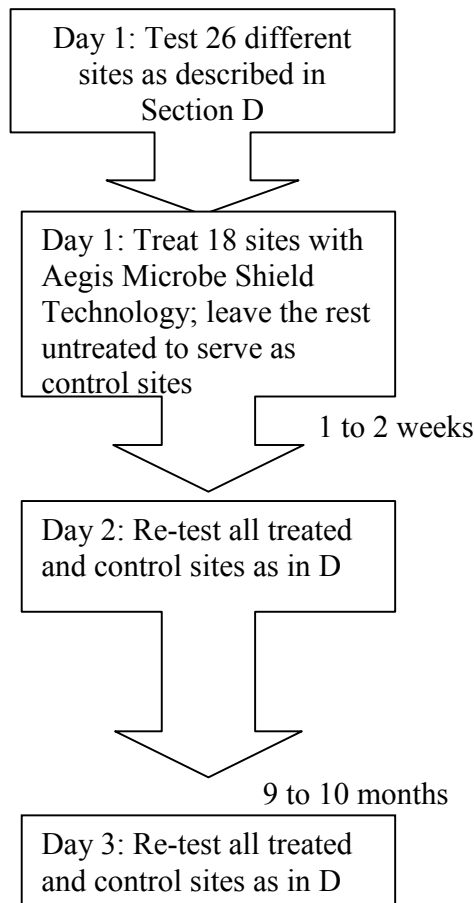 Day 1: Test 26 different
sites as described in
Section D
Day 1: Treat 18 sites with
Aegis Microbe Shield
Technology; leave the rest
untreated to serve as
control sites
1 to 2 weeks
Day 2: Re-test all treated
and control sites as in D
9 to 10 months
Day 3: Re-test all treated
and control sites as in D